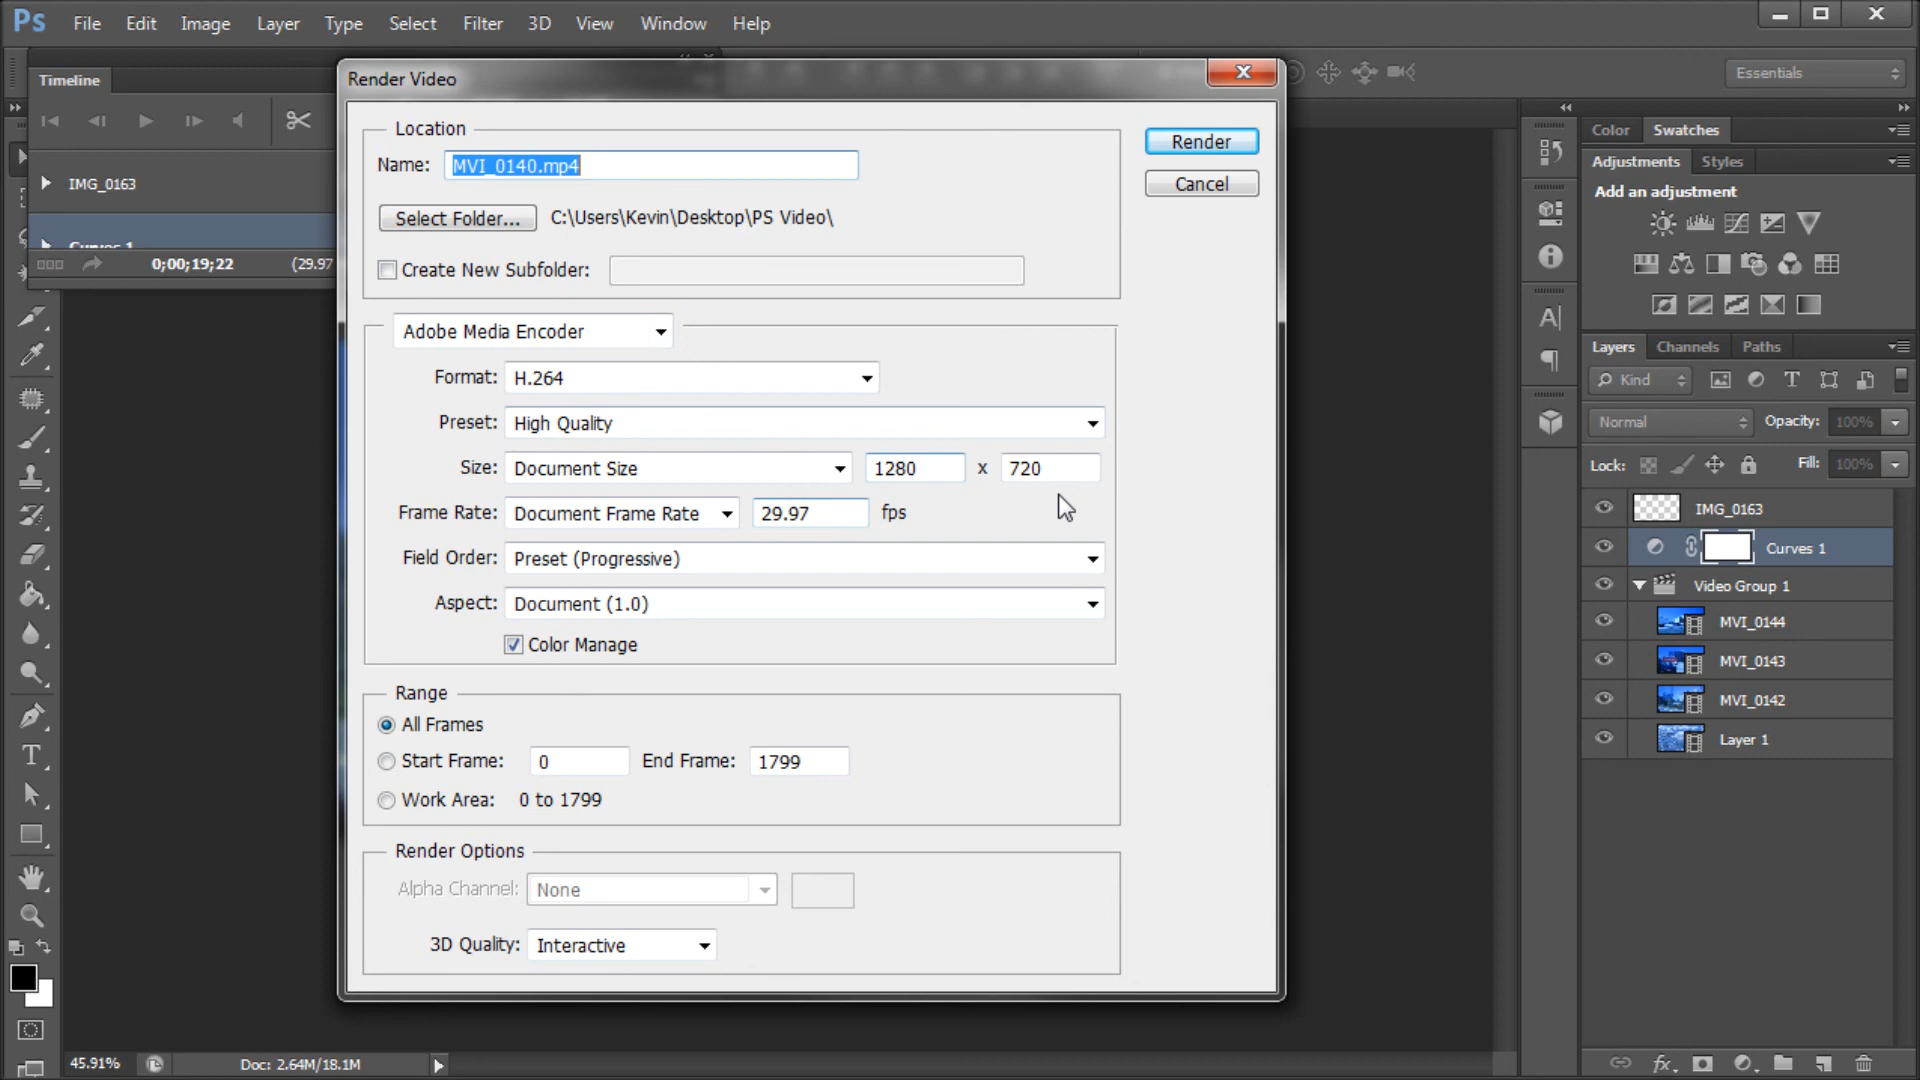 Ps File Edit Image Layer Type Select Filter 3D View Window Help
Essentials
Timeline
IMG_0163
Curves 1
0;00;19;22 (29.97
Render Video
Location
Name: MVI_0140.mp4
Select Folder... C:\Users\Kevin\Desktop\PS Video\
Create New Subfolder:
Render
Cancel
Adobe Media Encoder
Format: H.264
Preset: High Quality
Size: Document Size 1280 x 720
Frame Rate: Document Frame Rate 29.97 fps
Field Order: Preset (Progressive)
Aspect: Document (1.0)
Color Manage
Range
All Frames
Start Frame: 0 End Frame: 1799
Work Area: 0 to 1799
Render Options
Alpha Channel: None
3D Quality: Interactive
Color Swatches
Adjustments Styles
Add an adjustment
Layers Channels Paths
Kind
Normal Opacity: 100%
Lock: Fill: 100%
IMG_0163
Curves 1
Video Group 1
MVI_0144
MVI_0143
MVI_0142
Layer 1
45.91% Doc: 2.64M/18.1M
fx